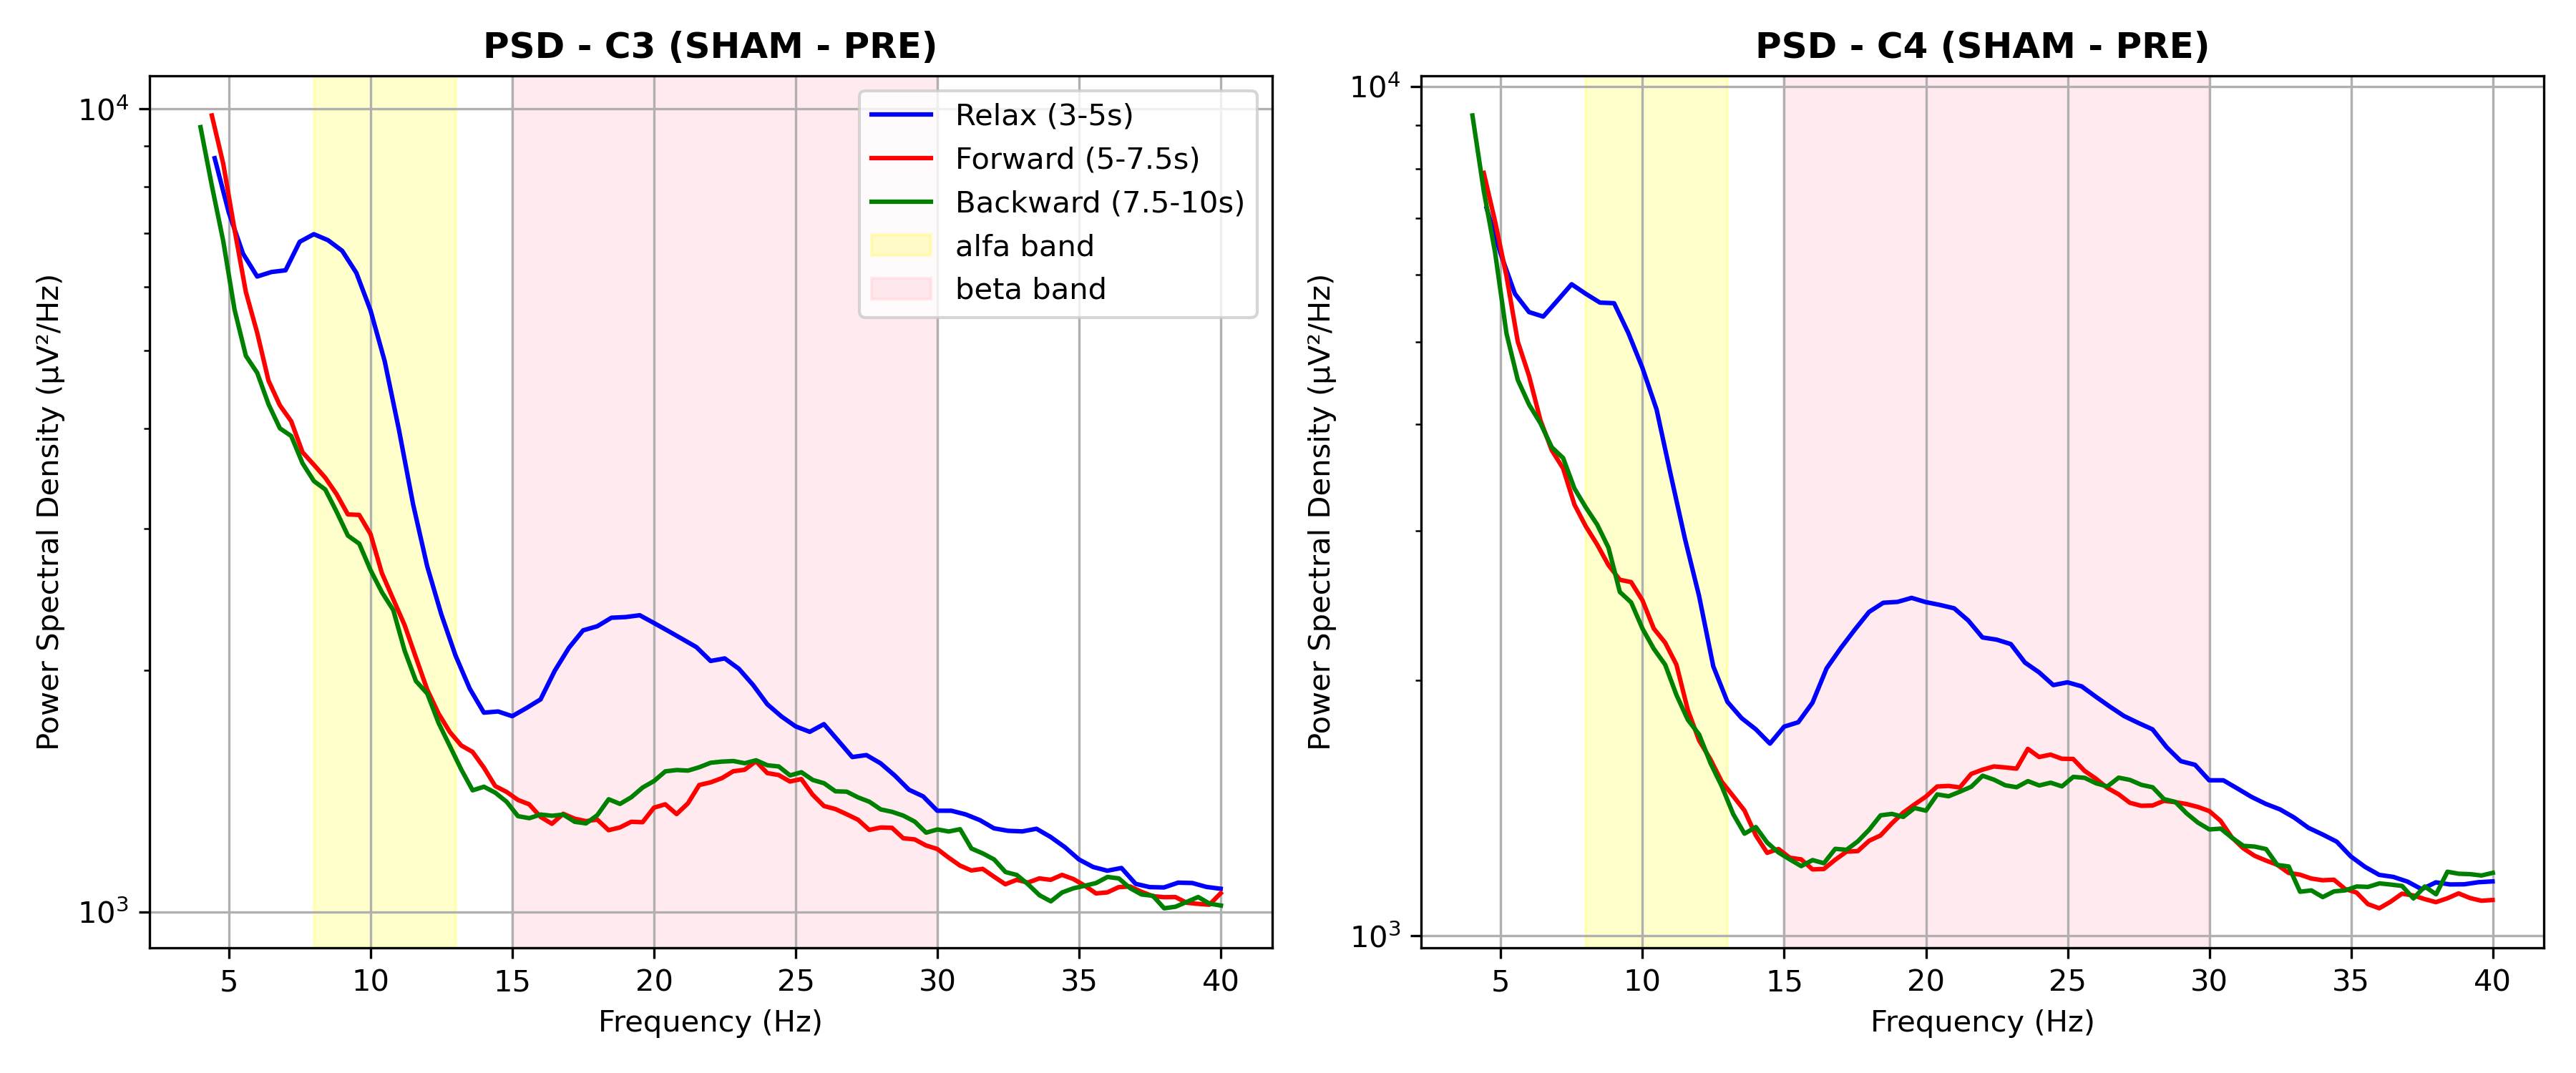 PSD - C3 (SHAM - PRE)
10⁴
10³
Power Spectral Density (µV²/Hz)
Relax (3-5s)
Forward (5-7.5s)
Backward (7.5-10s)
alfa band
beta band
5 10 15 20 25 30 35 40
Frequency (Hz)
PSD - C4 (SHAM - PRE)
10⁴
10³
Power Spectral Density (µV²/Hz)
5 10 15 20 25 30 35 40
Frequency (Hz)